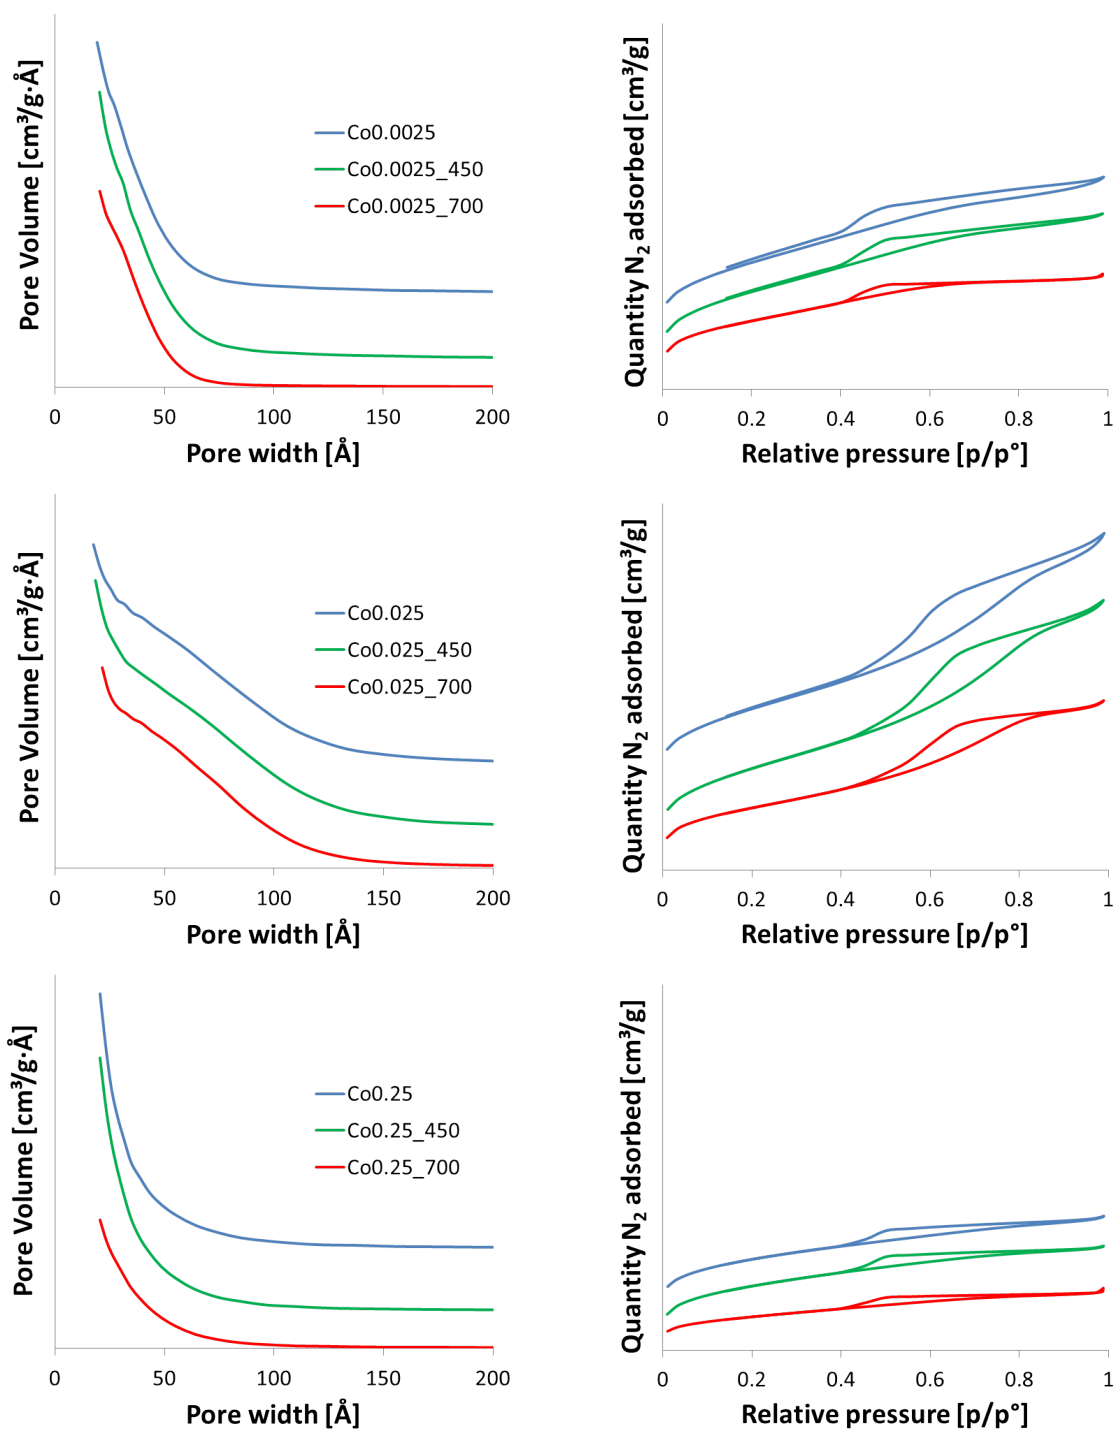 Pore Volume [cm³/g·Å]
Co0.0025
Co0.0025_450
Co0.0025_700
0 50 100 150 200
Pore width [Å]
Quantity N₂ adsorbed [cm³/g]
0 0.2 0.4 0.6 0.8 1
Relative pressure [p/p°]
Pore Volume [cm³/g·Å]
Co0.025
Co0.025_450
Co0.025_700
0 50 100 150 200
Pore width [Å]
Quantity N₂ adsorbed [cm³/g]
0 0.2 0.4 0.6 0.8 1
Relative pressure [p/p°]
Pore Volume [cm³/g·Å]
Co0.25
Co0.25_450
Co0.25_700
0 50 100 150 200
Pore width [Å]
Quantity N₂ adsorbed [cm³/g]
0 0.2 0.4 0.6 0.8 1
Relative pressure [p/p°]